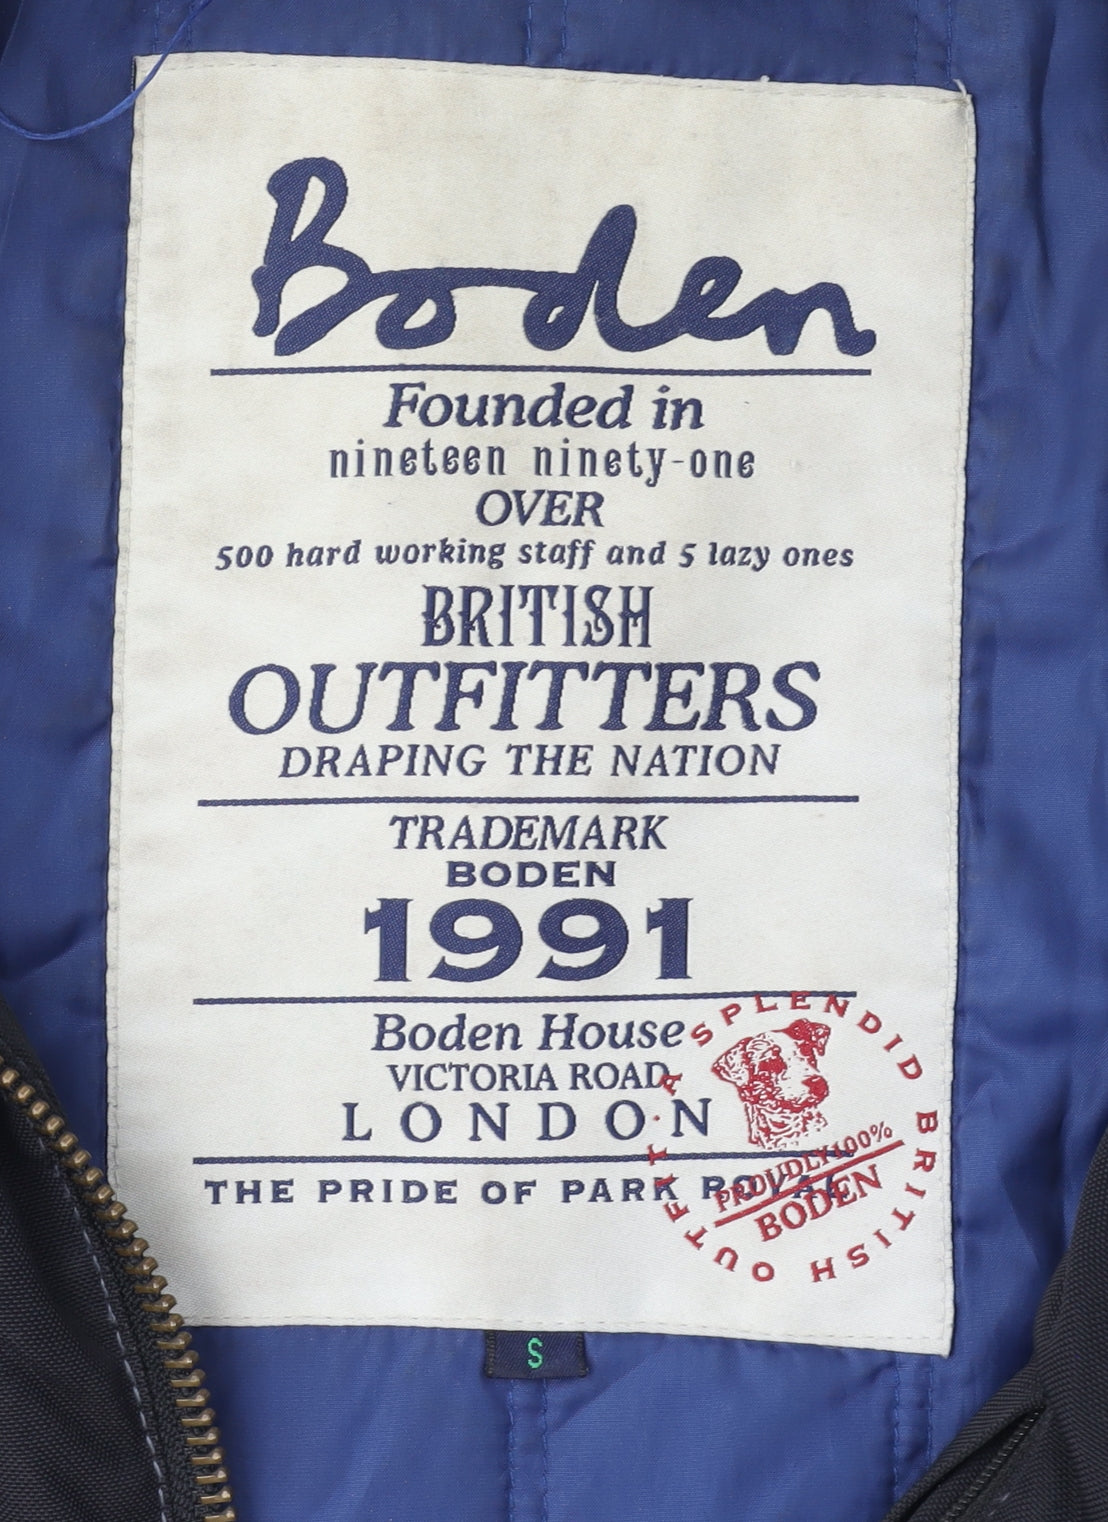 Boden
Founded in
nineteen ninety-one
OVER
500 hard working staff and 5 lazy ones
BRITISH
OUTFITTERS
DRAPING THE NATION
TRADEMARK
BODEN
1991
Boden House
VICTORIA ROAD
LONDON
THE PRIDE OF PARK ROYAL
A SPLENDID BRITISH OUTFIT
PROUDLY 100%
BODEN
S